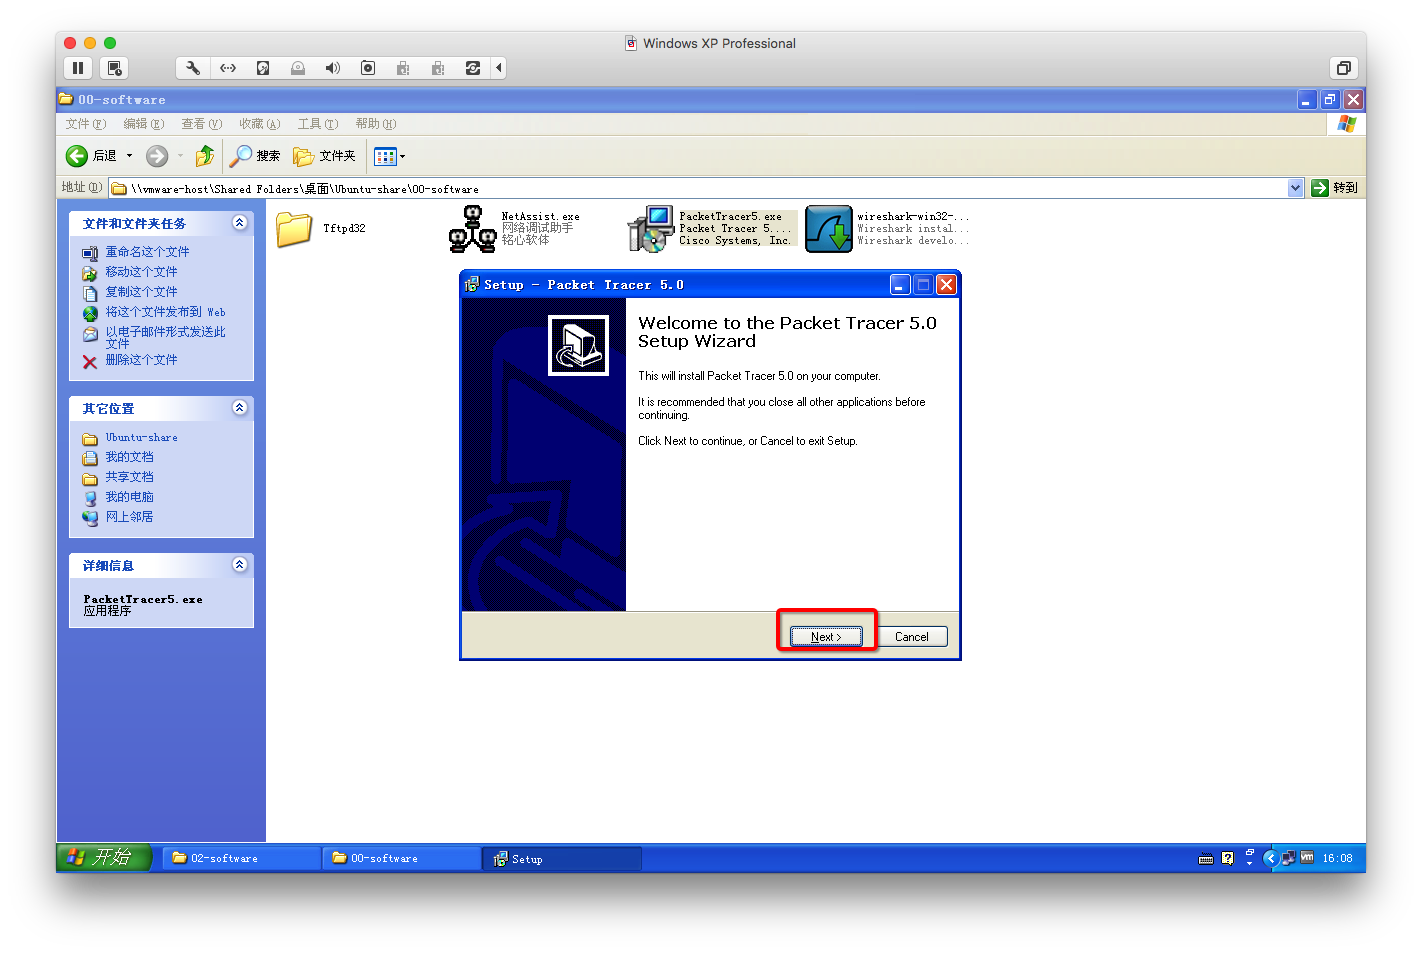 Windows XP Professional
00-software
文件(F) 编辑(E) 查看(V) 收藏(A) 工具(T) 帮助(H)
后退 搜索 文件夹
地址(D) \\vmware-host\Shared Folders\桌面\Ubuntu-share\00-software 转到
文件和文件夹任务
重命名这个文件
移动这个文件
复制这个文件
将这个文件发布到 Web
以电子邮件形式发送此
文件
删除这个文件
其它位置
Ubuntu-share
我的文档
共享文档
我的电脑
网上邻居
详细信息
PacketTracer5.exe
应用程序
Tftpd32
NetAssist.exe
网络调试助手
铭心软体
PacketTracer5.exe
Packet Tracer 5....
Cisco Systems, Inc.
wireshark-win32-...
Wireshark instal...
Wireshark develo...
Setup - Packet Tracer 5.0
Welcome to the Packet Tracer 5.0
Setup Wizard
This will install Packet Tracer 5.0 on your computer.
It is recommended that you close all other applications before
continuing.
Click Next to continue, or Cancel to exit Setup.
Next > Cancel
开始 02-software 00-software Setup 16:08